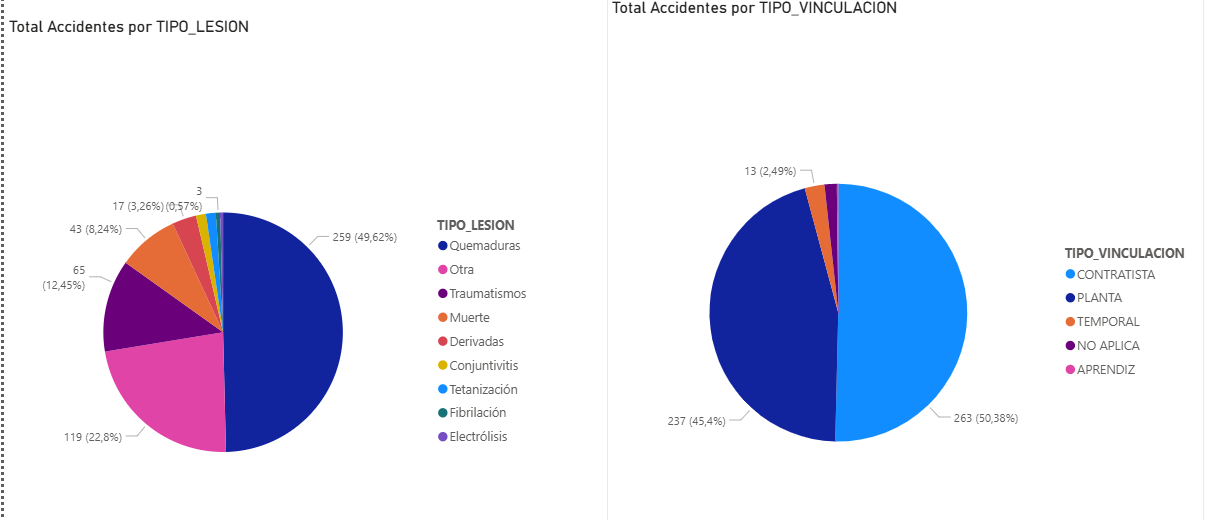 Total Accidentes por TIPO_LESION
3
17 (3,26%)
(0,57%)
43 (8,24%)
65
(12,45%)
119 (22,8%)
259 (49,62%)
TIPO_LESION
Quemaduras
Otra
Traumatismos
Muerte
Derivadas
Conjuntivitis
Tetanización
Fibrilación
Electrólisis
Total Accidentes por TIPO_VINCULACION
13 (2,49%)
237 (45,4%)
263 (50,38%)
TIPO_VINCULACION
CONTRATISTA
PLANTA
TEMPORAL
NO APLICA
APRENDIZ